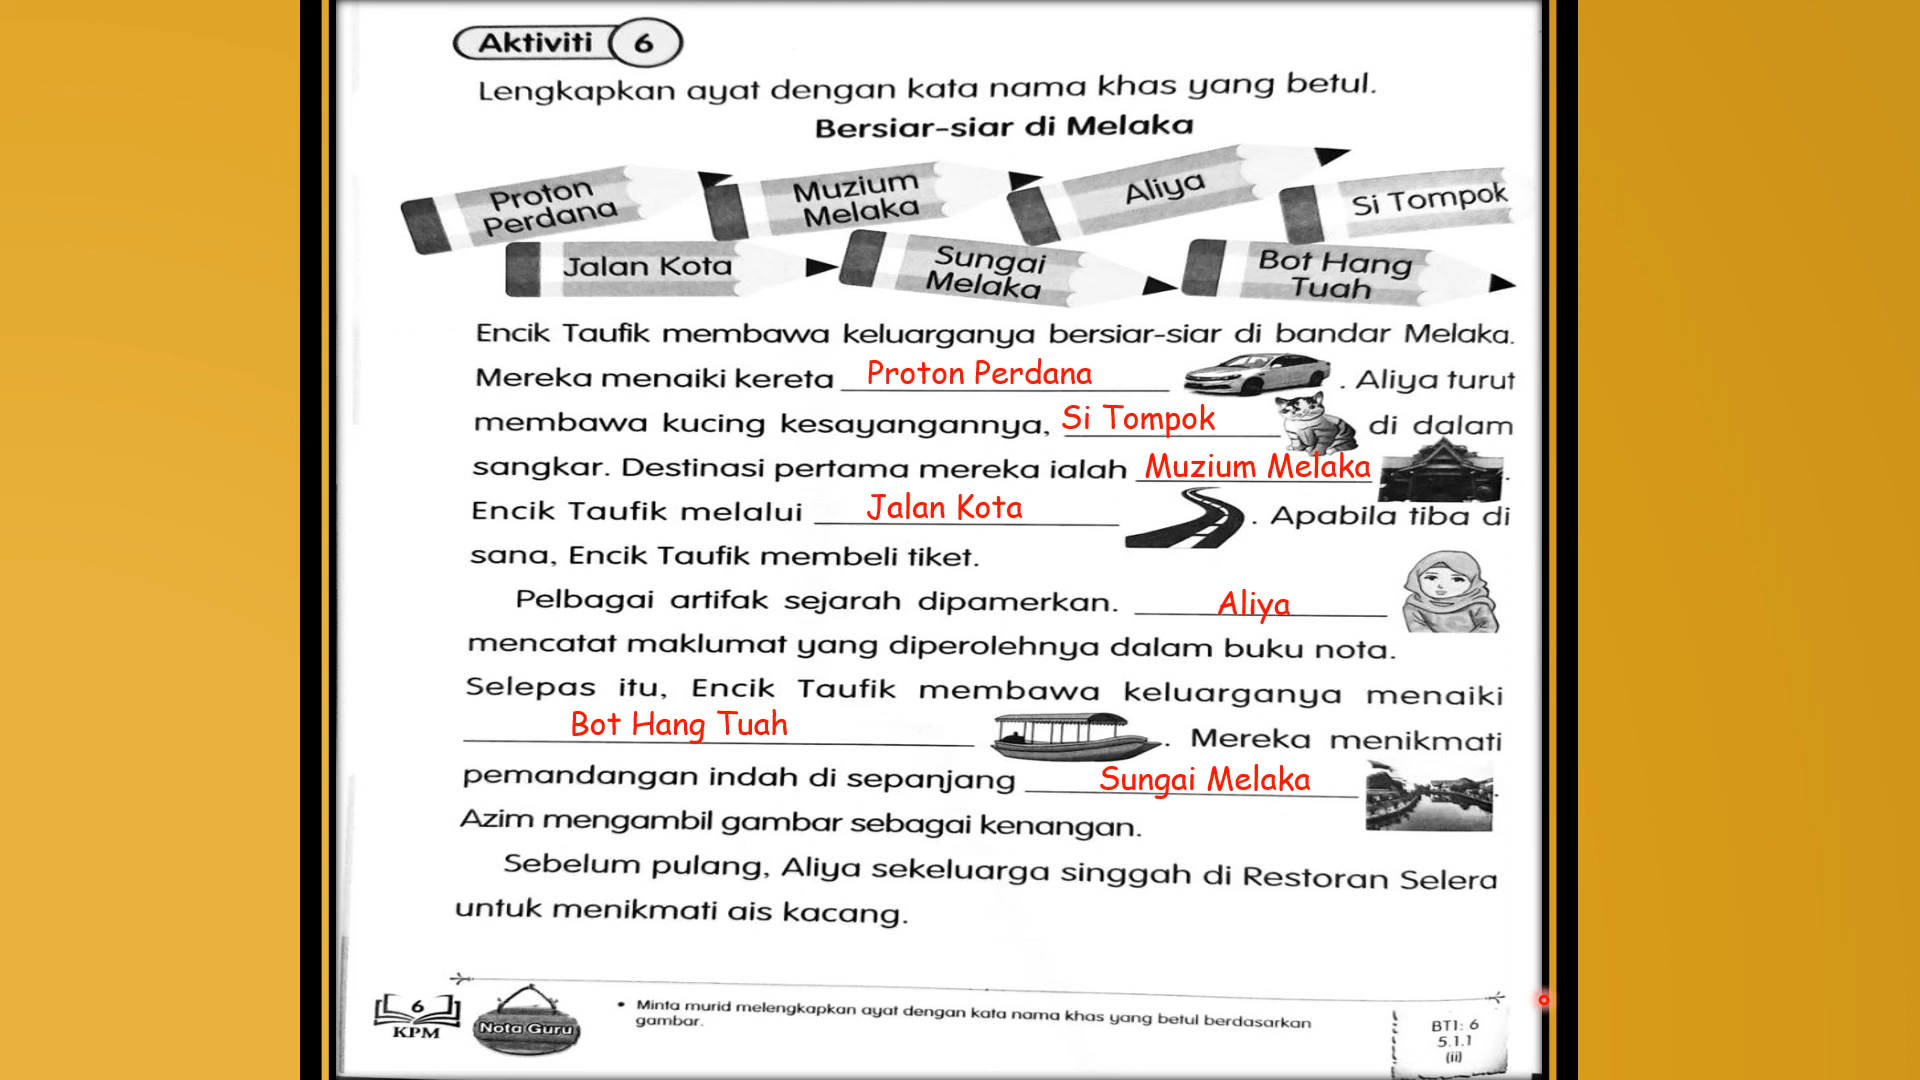 Aktiviti 6
Lengkapkan ayat dengan kata nama khas yang betul.
Bersiar-siar di Melaka
Proton
Perdana
Muzium
Melaka
Aliya
Si Tompok
Jalan Kota
Sungai
Melaka
Bot Hang
Tuah
Encik Taufik membawa keluarganya bersiar-siar di bandar Melaka.
Mereka menaiki kereta Proton Perdana . Aliya turut
membawa kucing kesayangannya, Si Tompok di dalam
sangkar. Destinasi pertama mereka ialah Muzium Melaka .
Encik Taufik melalui Jalan Kota . Apabila tiba di
sana, Encik Taufik membeli tiket.
Pelbagai artifak sejarah dipamerkan. Aliya
mencatat maklumat yang diperolehnya dalam buku nota.
Selepas itu, Encik Taufik membawa keluarganya menaiki
Bot Hang Tuah . Mereka menikmati
pemandangan indah di sepanjang Sungai Melaka .
Azim mengambil gambar sebagai kenangan.
Sebelum pulang, Aliya sekeluarga singgah di Restoran Selera
untuk menikmati ais kacang.
6
KPM
Nota Guru
• Minta murid melengkapkan ayat dengan kata nama khas yang betul berdasarkan
gambar.
BT1: 6
5.1.1
(ii)